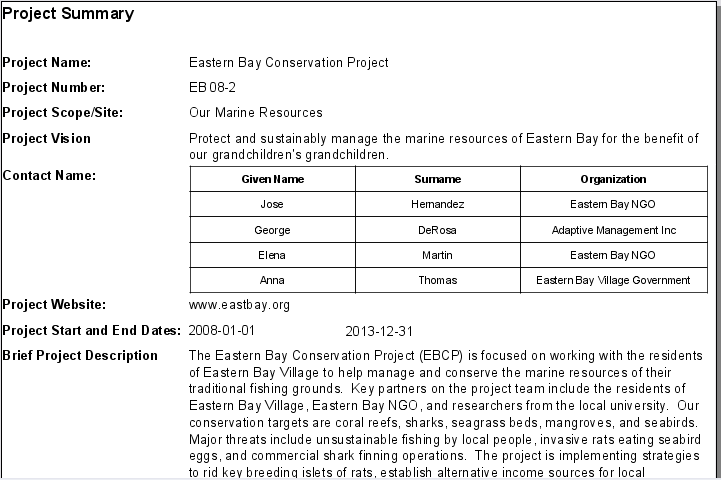 Project Summary
Project Name: Eastern Bay Conservation Project
Project Number: EB 08-2
Project Scope/Site: Our Marine Resources
Project Vision Protect and sustainably manage the marine resources of Eastern Bay for the benefit of
our grandchildren's grandchildren.
Contact Name: Given Name Surname Organization
Jose Hernandez Eastern Bay NGO
George DeRosa Adaptive Management Inc
Elena Martin Eastern Bay NGO
Anna Thomas Eastern Bay Village Government
Project Website: www.eastbay.org
Project Start and End Dates: 2008-01-01 2013-12-31
Brief Project Description The Eastern Bay Conservation Project (EBCP) is focused on working with the residents
of Eastern Bay Village to help manage and conserve the marine resources of their
traditional fishing grounds. Key partners on the project team include the residents of
Eastern Bay Village, Eastern Bay NGO, and researchers from the local university. Our
conservation targets are coral reefs, sharks, seagrass beds, mangroves, and seabirds.
Major threats include unsustainable fishing by local people, invasive rats eating seabird
eggs, and commercial shark finning operations. The project is implementing strategies
to rid key breeding islets of rats, establish alternative income sources for local